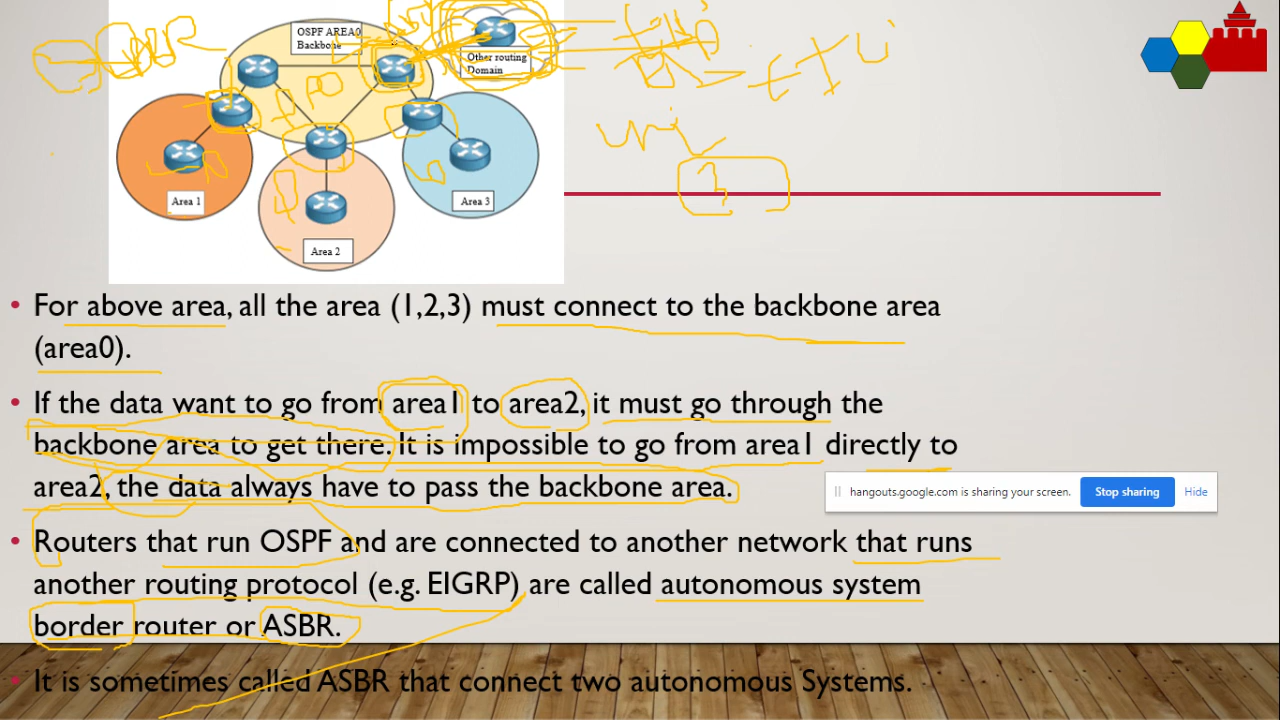 OSPF AREA0
Backbone
Other routing
Domain
Area 1
Area 2
Area 3
• For above area, all the area (1,2,3) must connect to the backbone area
(area0).
• If the data want to go from area1 to area2, it must go through the
backbone area to get there. It is impossible to go from area1 directly to
area2, the data always have to pass the backbone area.
hangouts.google.com is sharing your screen. Stop sharing Hide
• Routers that run OSPF and are connected to another network that runs
another routing protocol (e.g. EIGRP) are called autonomous system
border router or ASBR.
• It is sometimes called ASBR that connect two autonomous Systems.